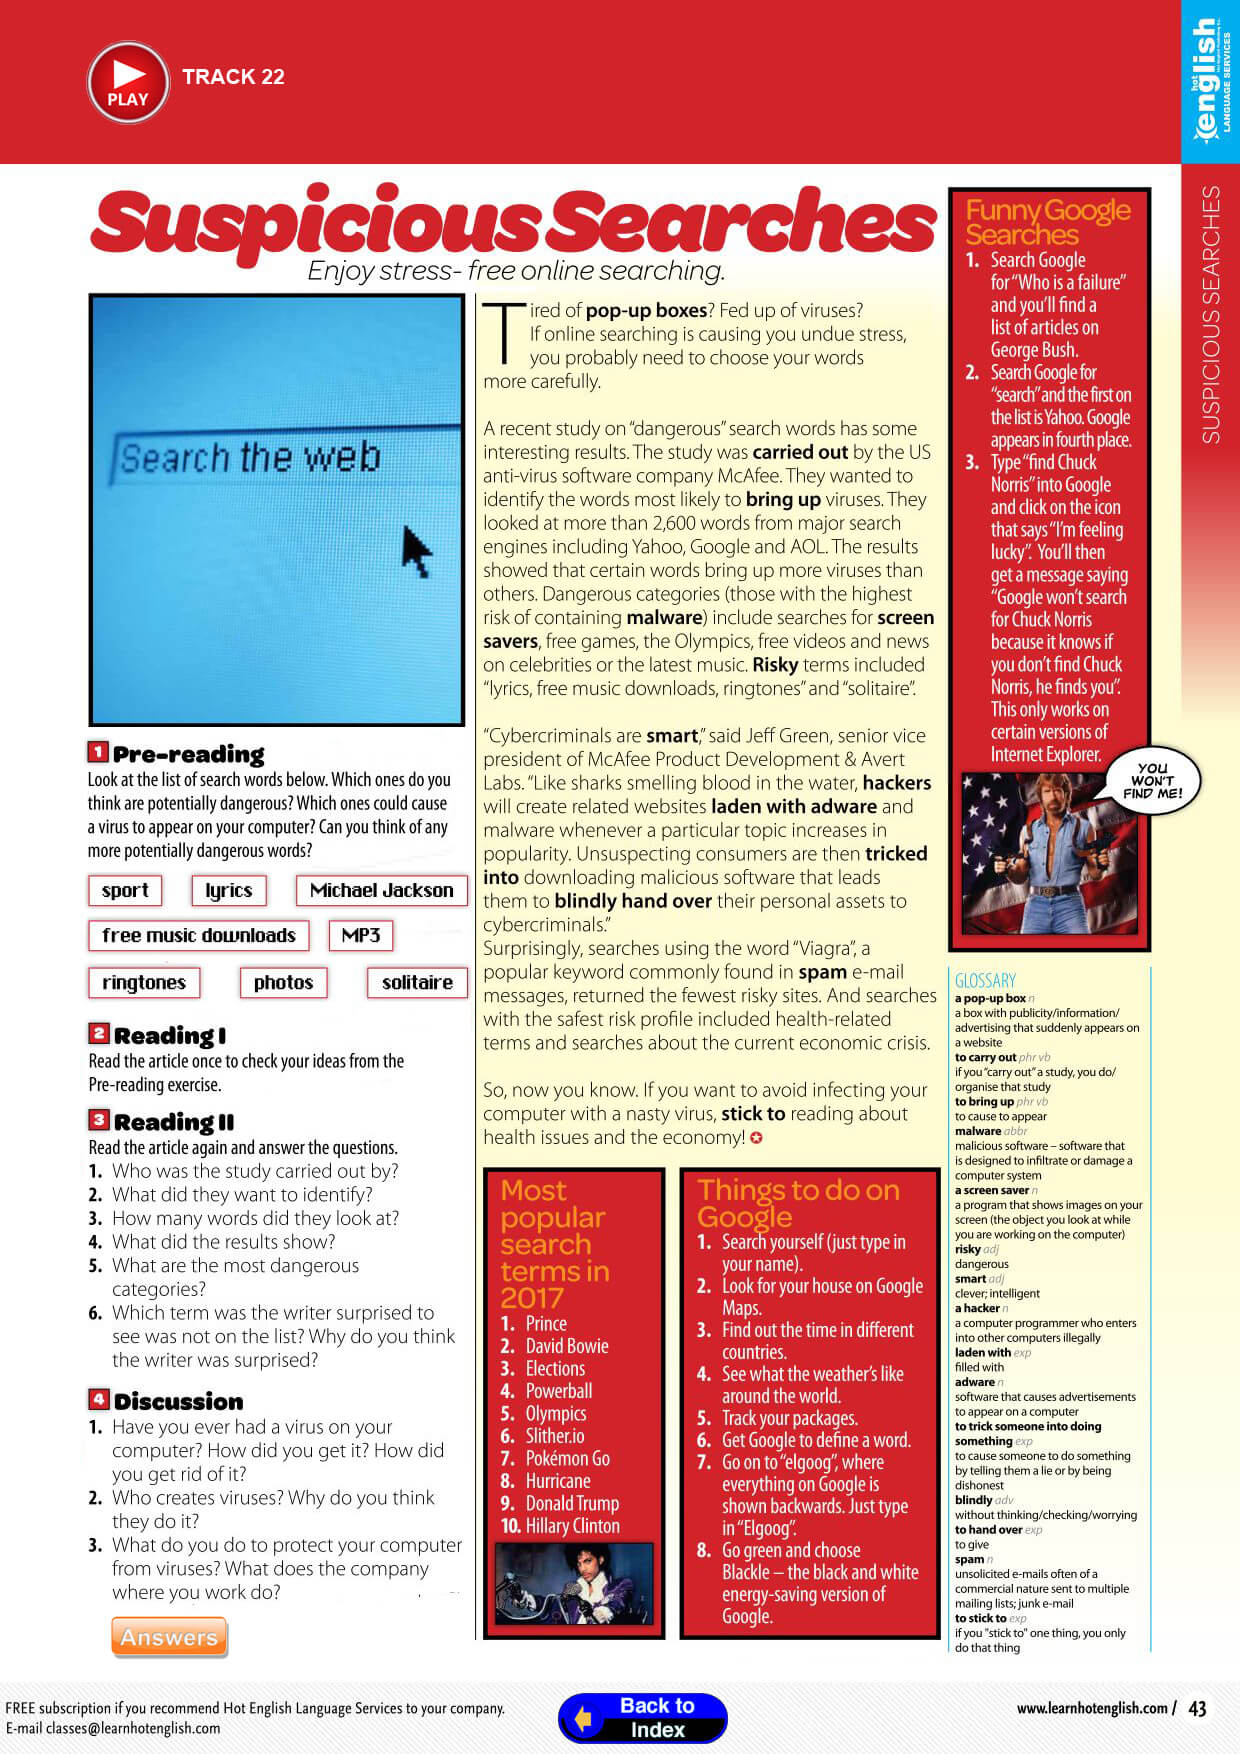 PLAY
TRACK 22
hot
english
LANGUAGE SERVICES
SUSPICIOUS SEARCHES
Suspicious Searches
Enjoy stress- free online searching.
Search the web
1 Pre-reading
Look at the list of search words below. Which ones do you
think are potentially dangerous? Which ones could cause
a virus to appear on your computer? Can you think of any
more potentially dangerous words?
sport lyrics Michael Jackson
free music downloads MP3
ringtones photos solitaire
2 Reading I
Read the article once to check your ideas from the
Pre-reading exercise.
3 Reading II
Read the article again and answer the questions.
1. Who was the study carried out by?
2. What did they want to identify?
3. How many words did they look at?
4. What did the results show?
5. What are the most dangerous
categories?
6. Which term was the writer surprised to
see was not on the list? Why do you think
the writer was surprised?
4 Discussion
1. Have you ever had a virus on your
computer? How did you get it? How did
you get rid of it?
2. Who creates viruses? Why do you think
they do it?
3. What do you do to protect your computer
from viruses? What does the company
where you work do?
Answers
Tired of pop-up boxes? Fed up of viruses?
If online searching is causing you undue stress,
you probably need to choose your words
more carefully.
A recent study on "dangerous" search words has some
interesting results. The study was carried out by the US
anti-virus software company McAfee. They wanted to
identify the words most likely to bring up viruses. They
looked at more than 2,600 words from major search
engines including Yahoo, Google and AOL. The results
showed that certain words bring up more viruses than
others. Dangerous categories (those with the highest
risk of containing malware) include searches for screen
savers, free games, the Olympics, free videos and news
on celebrities or the latest music. Risky terms included
"lyrics, free music downloads, ringtones" and "solitaire".
"Cybercriminals are smart," said Jeff Green, senior vice
president of McAfee Product Development & Avert
Labs. "Like sharks smelling blood in the water, hackers
will create related websites laden with adware and
malware whenever a particular topic increases in
popularity. Unsuspecting consumers are then tricked
into downloading malicious software that leads
them to blindly hand over their personal assets to
cybercriminals."
Surprisingly, searches using the word "Viagra", a
popular keyword commonly found in spam e-mail
messages, returned the fewest risky sites. And searches
with the safest risk profile included health-related
terms and searches about the current economic crisis.
So, now you know. If you want to avoid infecting your
computer with a nasty virus, stick to reading about
health issues and the economy!
Most
popular
search
terms in
2017
1. Prince
2. David Bowie
3. Elections
4. Powerball
5. Olympics
6. Slither.io
7. Pokémon Go
8. Hurricane
9. Donald Trump
10. Hillary Clinton
Things to do on
Google
1. Search yourself (just type in
your name).
2. Look for your house on Google
Maps.
3. Find out the time in different
countries.
4. See what the weather's like
around the world.
5. Track your packages.
6. Get Google to define a word.
7. Go on to "elgoog", where
everything on Google is
shown backwards. Just type
in "Elgoog".
8. Go green and choose
Blackle – the black and white
energy-saving version of
Google.
Funny Google
Searches
1. Search Google
for "Who is a failure"
and you'll find a
list of articles on
George Bush.
2. Search Google for
"search" and the first on
the list is Yahoo. Google
appears in fourth place.
3. Type "find Chuck
Norris" into Google
and click on the icon
that says "I'm feeling
lucky". You'll then
get a message saying
"Google won't search
for Chuck Norris
because it knows if
you don't find Chuck
Norris, he finds you".
This only works on
certain versions of
Internet Explorer.
YOU
WON'T
FIND ME!
GLOSSARY
a pop-up box n
a box with publicity/information/
advertising that suddenly appears on
a website
to carry out phr vb
if you "carry out" a study, you do/
organise that study
to bring up phr vb
to cause to appear
malware abbr
malicious software – software that
is designed to infiltrate or damage a
computer system
a screen saver n
a program that shows images on your
screen (the object you look at while
you are working on the computer)
risky adj
dangerous
smart adj
clever; intelligent
a hacker n
a computer programmer who enters
into other computers illegally
laden with exp
filled with
adware n
software that causes advertisements
to appear on a computer
to trick someone into doing
something exp
to cause someone to do something
by telling them a lie or by being
dishonest
blindly adv
without thinking/checking/worrying
to hand over exp
to give
spam n
unsolicited e-mails often of a
commercial nature sent to multiple
mailing lists; junk e-mail
to stick to exp
if you "stick to" one thing, you only
do that thing
FREE subscription if you recommend Hot English Language Services to your company.
E-mail classes@learnhotenglish.com
Back to
Index
www.learnhotenglish.com / 43